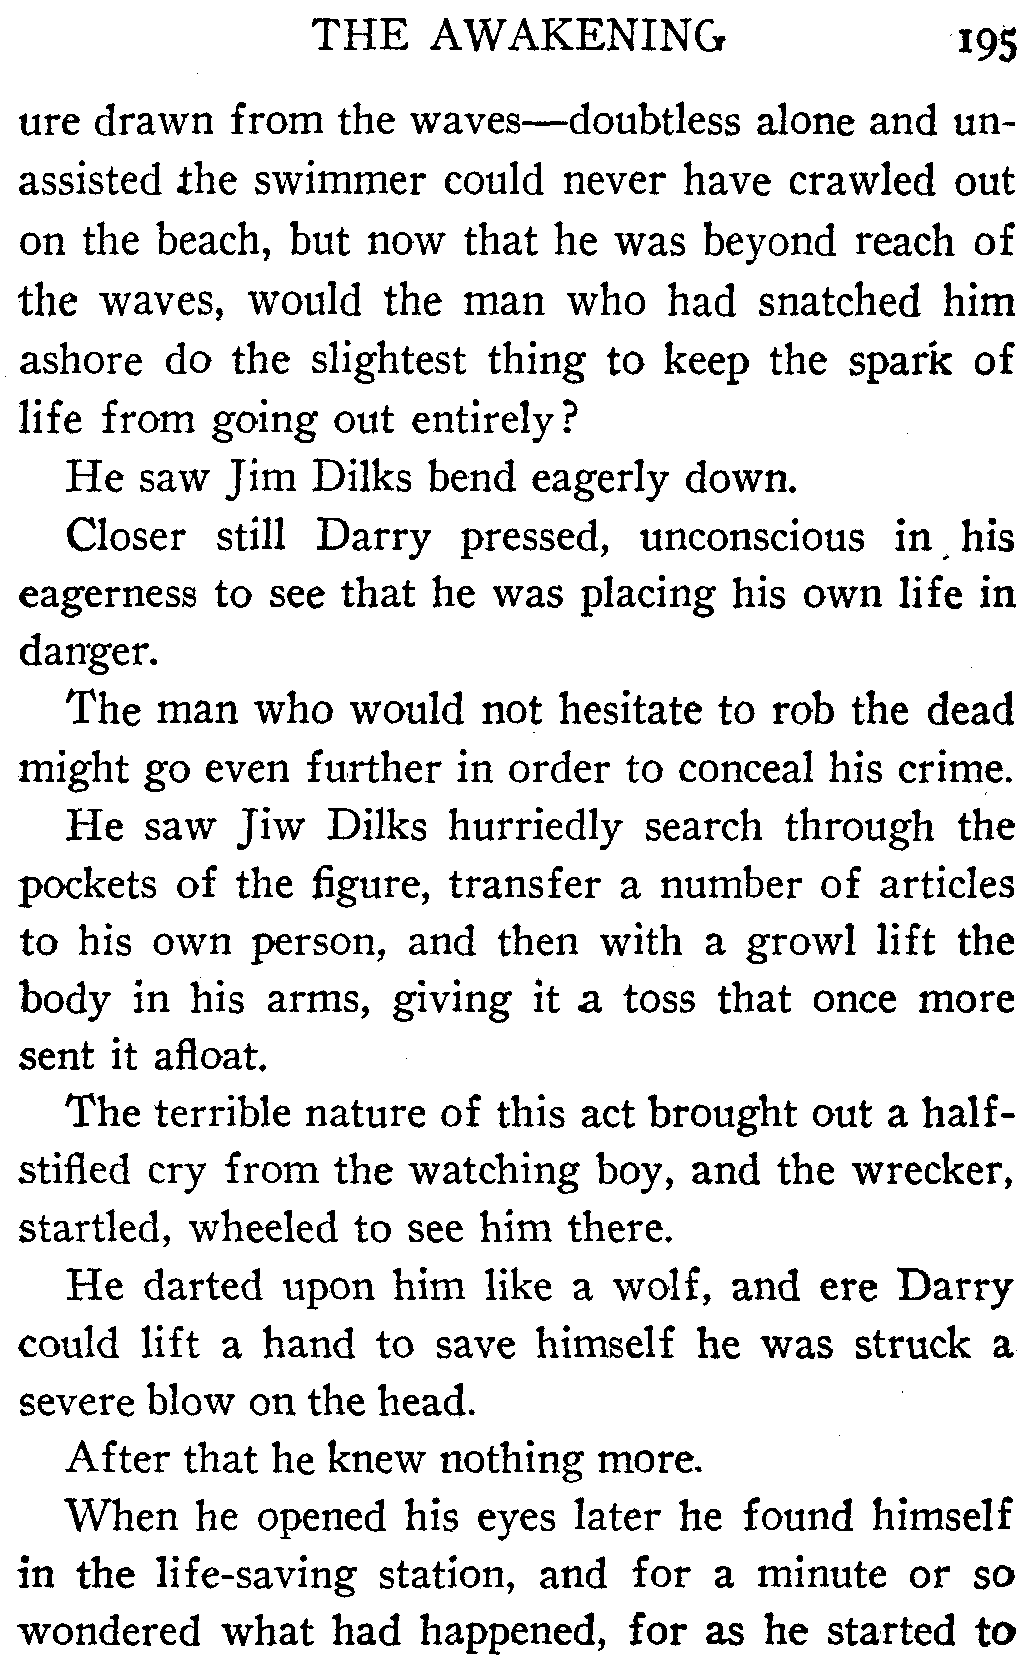 THE AWAKENING 195
ure drawn from the waves—doubtless alone and un-
assisted the swimmer could never have crawled out
on the beach, but now that he was beyond reach of
the waves, would the man who had snatched him
ashore do the slightest thing to keep the spark of
life from going out entirely?
He saw Jim Dilks bend eagerly down.
Closer still Darry pressed, unconscious in his
eagerness to see that he was placing his own life in
danger.
The man who would not hesitate to rob the dead
might go even further in order to conceal his crime.
He saw Jiw Dilks hurriedly search through the
pockets of the figure, transfer a number of articles
to his own person, and then with a growl lift the
body in his arms, giving it a toss that once more
sent it afloat.
The terrible nature of this act brought out a half-
stifled cry from the watching boy, and the wrecker,
startled, wheeled to see him there.
He darted upon him like a wolf, and ere Darry
could lift a hand to save himself he was struck a
severe blow on the head.
After that he knew nothing more.
When he opened his eyes later he found himself
in the life-saving station, and for a minute or so
wondered what had happened, for as he started to